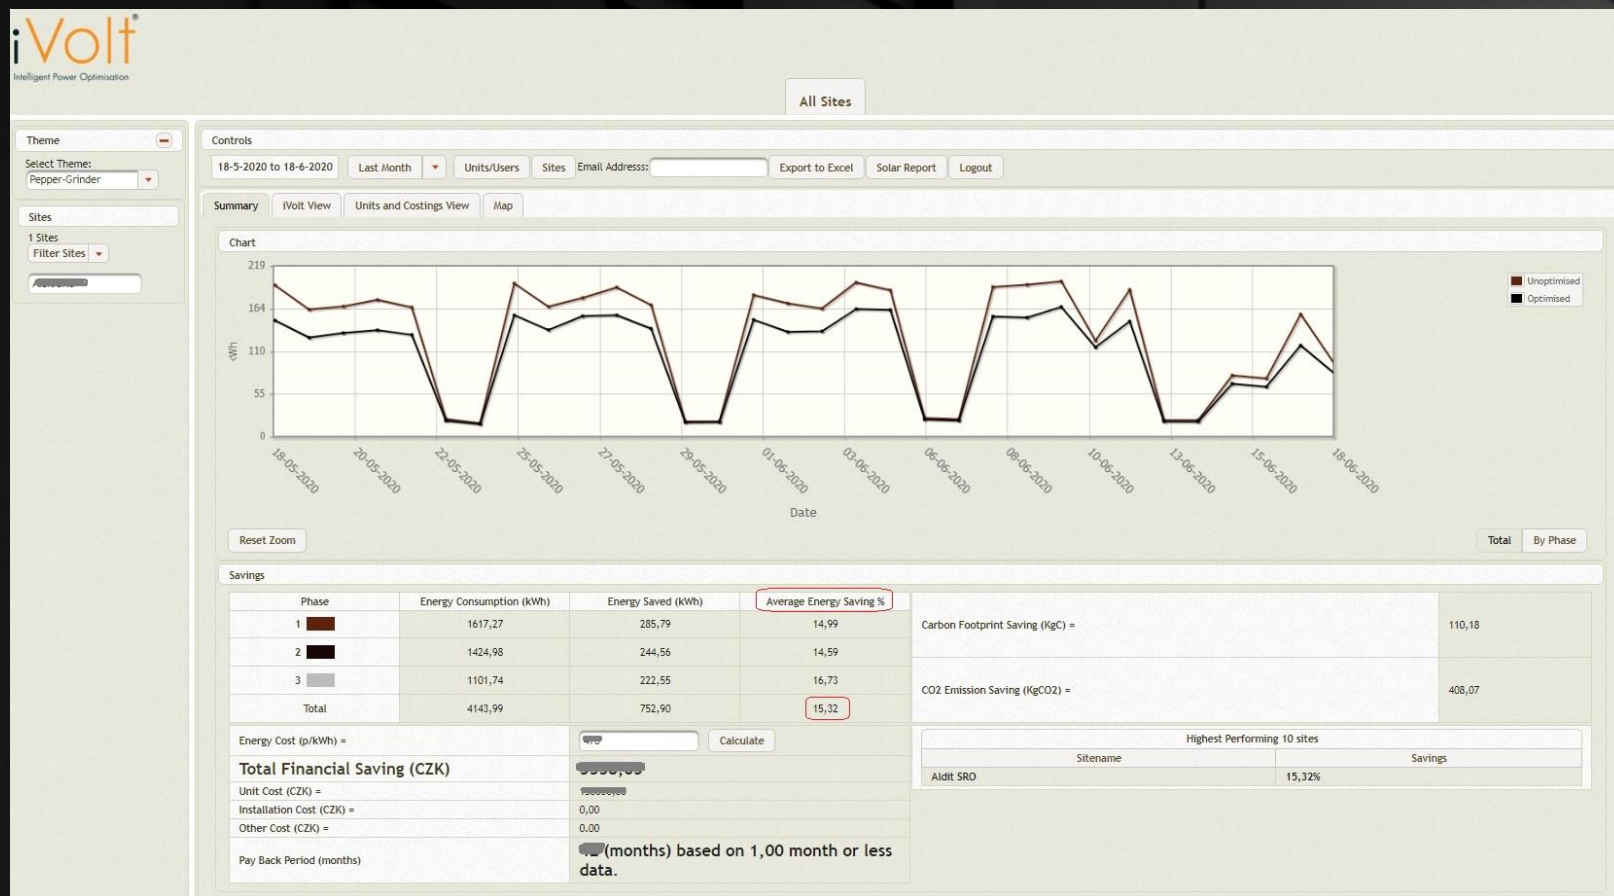 iVolt®
Intelligent Power Optimisation
All Sites
Theme
Select Theme:
Pepper-Grinder
Sites
1 Sites
Filter Sites
Controls
18-5-2020 to 18-6-2020 Last Month Units/Users Sites Email Addresss: Export to Excel Solar Report Logout
Summary iVolt View Units and Costings View Map
Chart
219
164
110
55
0
kWh
Unoptimised
Optimised
18-05-2020 20-05-2020 22-05-2020 25-05-2020 27-05-2020 29-05-2020 01-06-2020 03-06-2020 06-06-2020 08-06-2020 10-06-2020 13-06-2020 15-06-2020 18-06-2020
Date
Reset Zoom Total By Phase
Savings
Phase Energy Consumption (kWh) Energy Saved (kWh) Average Energy Saving %
1 1617,27 285,79 14,99
2 1424,98 244,56 14,59
3 1101,74 222,55 16,73
Total 4143,99 752,90 15,32
Carbon Footprint Saving (KgC) = 110,18
CO2 Emission Saving (KgCO2) = 408,07
Energy Cost (p/kWh) = Calculate
Total Financial Saving (CZK)
Unit Cost (CZK) =
Installation Cost (CZK) = 0,00
Other Cost (CZK) = 0.00
Pay Back Period (months) (months) based on 1,00 month or less
data.
Highest Performing 10 sites
Sitename Savings
Aldit SRO 15,32%